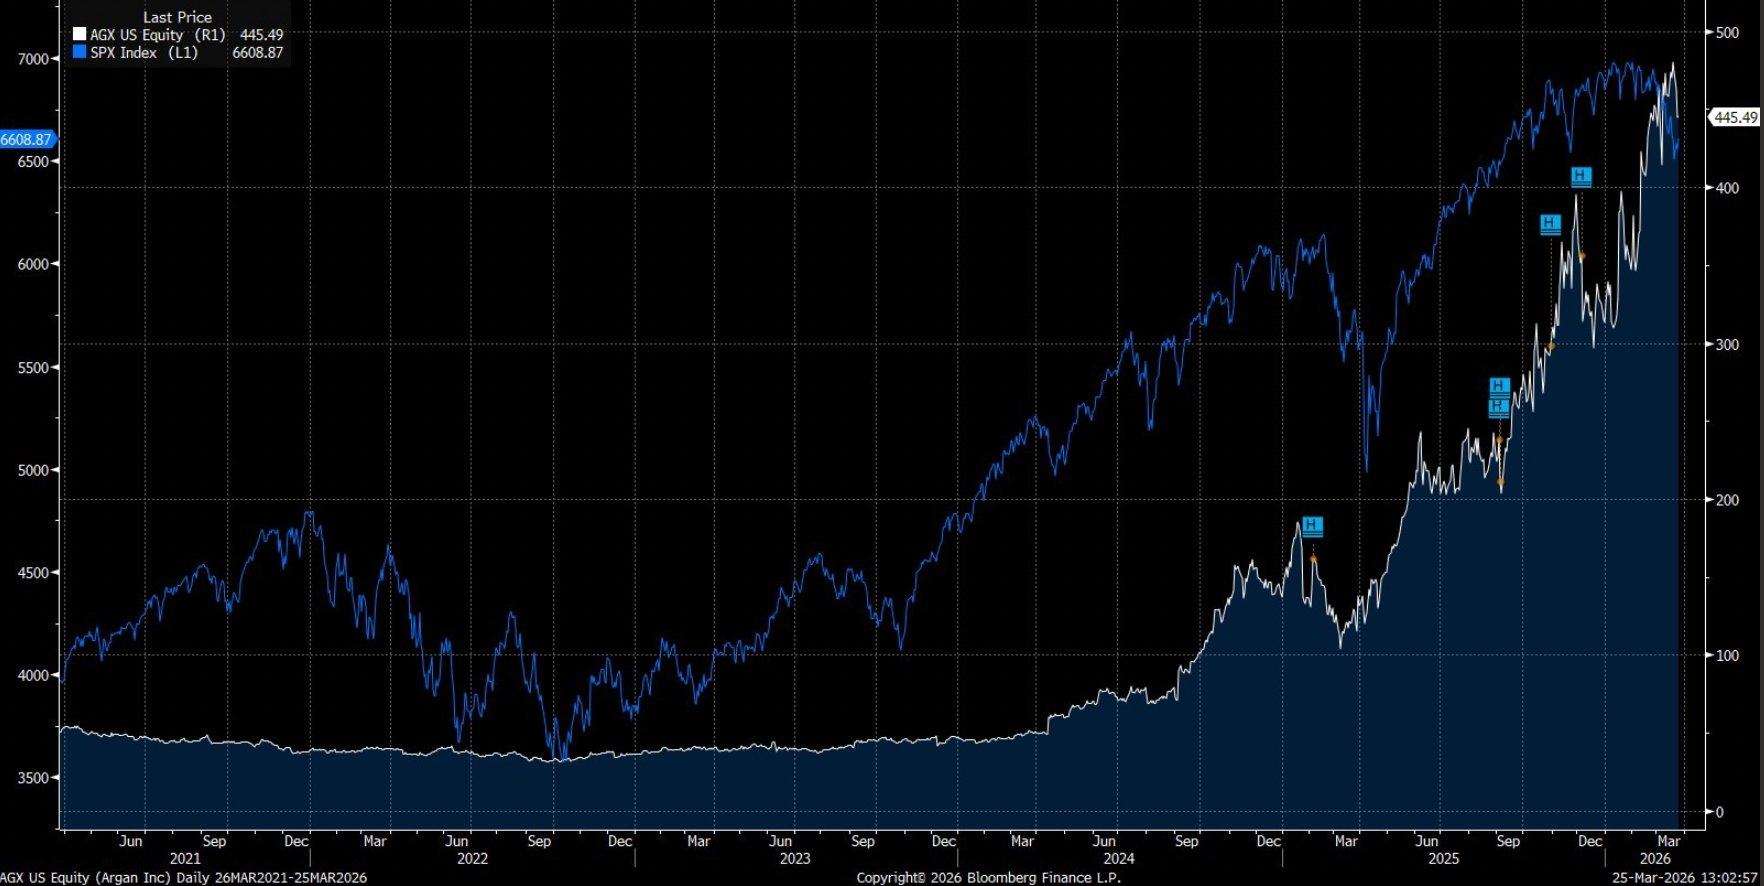 Last Price
AGX US Equity (R1) 445.49
SPX Index (L1) 6608.87
7000
6608.87
6500
6000
5500
5000
4500
4000
3500
500
445.49
400
300
200
100
0
H
H
H
H
H
Jun Sep Dec Mar Jun Sep Dec Mar Jun Sep Dec Mar Jun Sep Dec Mar Jun Sep Dec Mar
2021 2022 2023 2024 2025 2026
AGX US Equity (Argan Inc) Daily 26MAR2021-25MAR2026 Copyright© 2026 Bloomberg Finance L.P. 25-Mar-2026 13:02:57